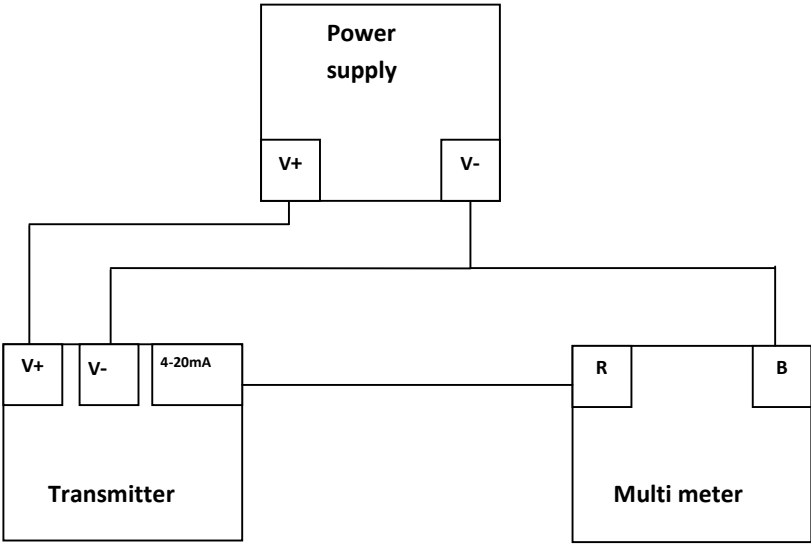 Power
supply
V+
V-
V+
V-
4-20mA
R
B
Transmitter
Multi meter